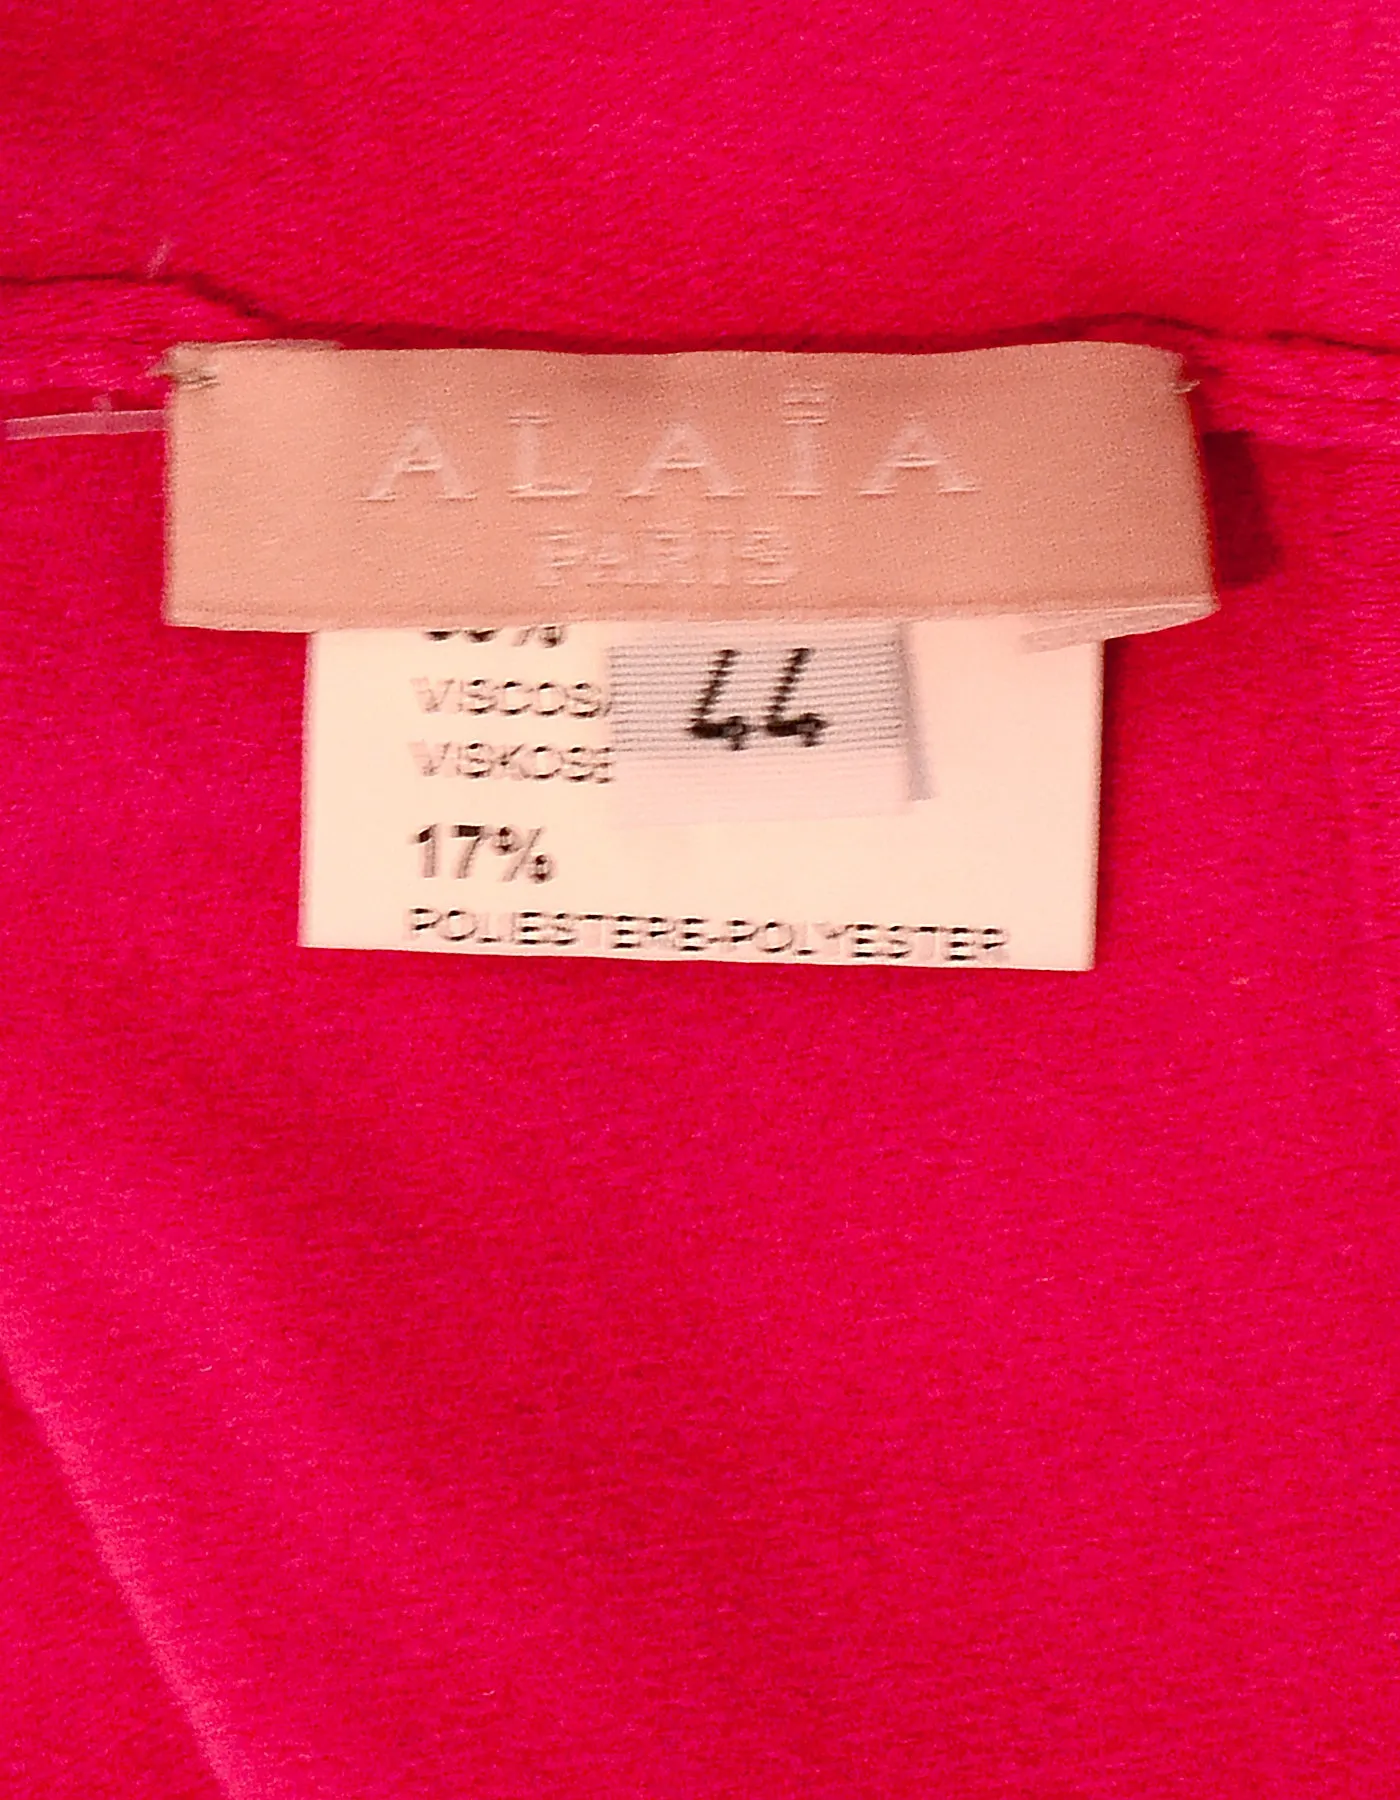 ALAÏA
PARIS
44
VISCOS
VISKOSE
17%
POLIESTERE-POLYESTER